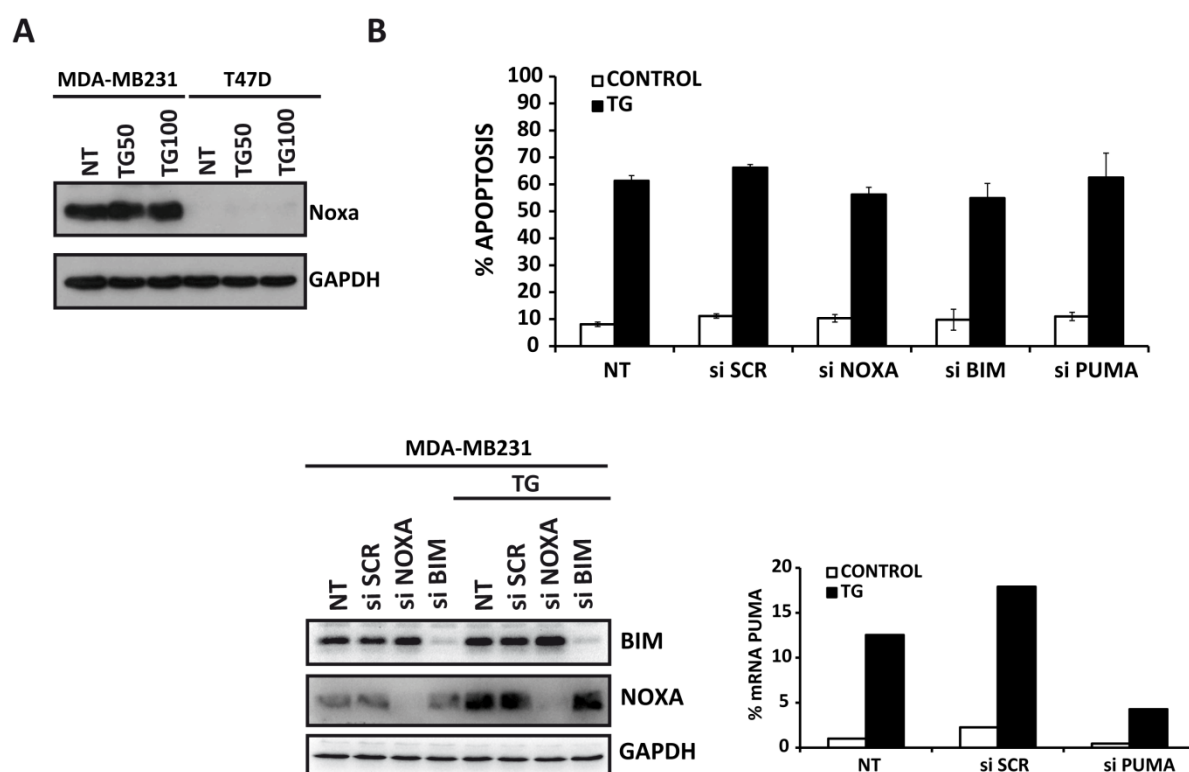 A
MDA-MB231 T47D
NT TG50 TG100 NT TG50 TG100
Noxa
GAPDH
B
% APOPTOSIS
100
90
80
70
60
50
40
30
20
10
0
CONTROL
TG
NT si SCR si NOXA si BIM si PUMA
MDA-MB231
TG
NT si SCR si NOXA si BIM NT si SCR si NOXA si BIM
BIM
NOXA
GAPDH
% mRNA PUMA
20
15
10
5
0
CONTROL
TG
NT si SCR si PUMA